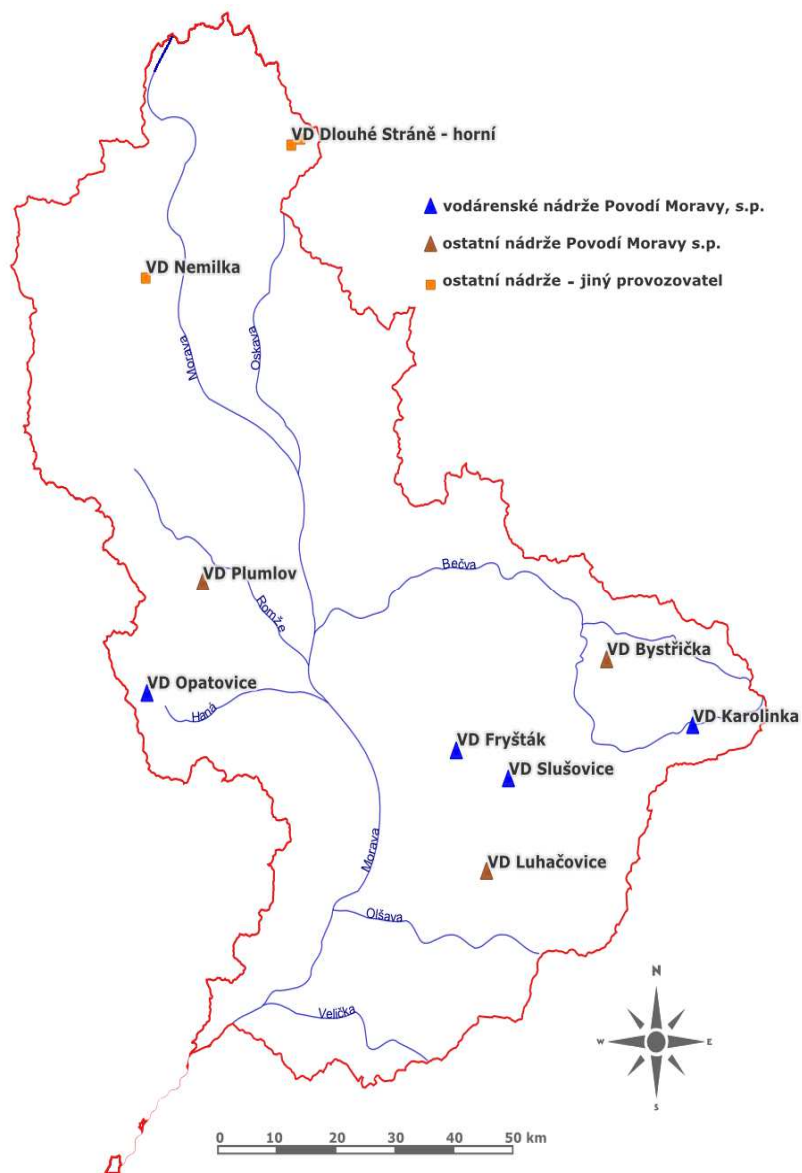 VD Dlouhé Stráně - horní
vodárenské nádrže Povodí Moravy, s.p.
ostatní nádrže Povodí Moravy s.p.
VD Nemilka
ostatní nádrže - jiný provozovatel
Morava
Oskava
Bečva
VD Plumlov
Romže
VD Bystřička
VD Opatovice
Haná
VD Karolinka
VD Fryšták
VD Slušovice
Morava
VD Luhačovice
Olšava
Velička
N
W
E
S
0 10 20 30 40 50 km